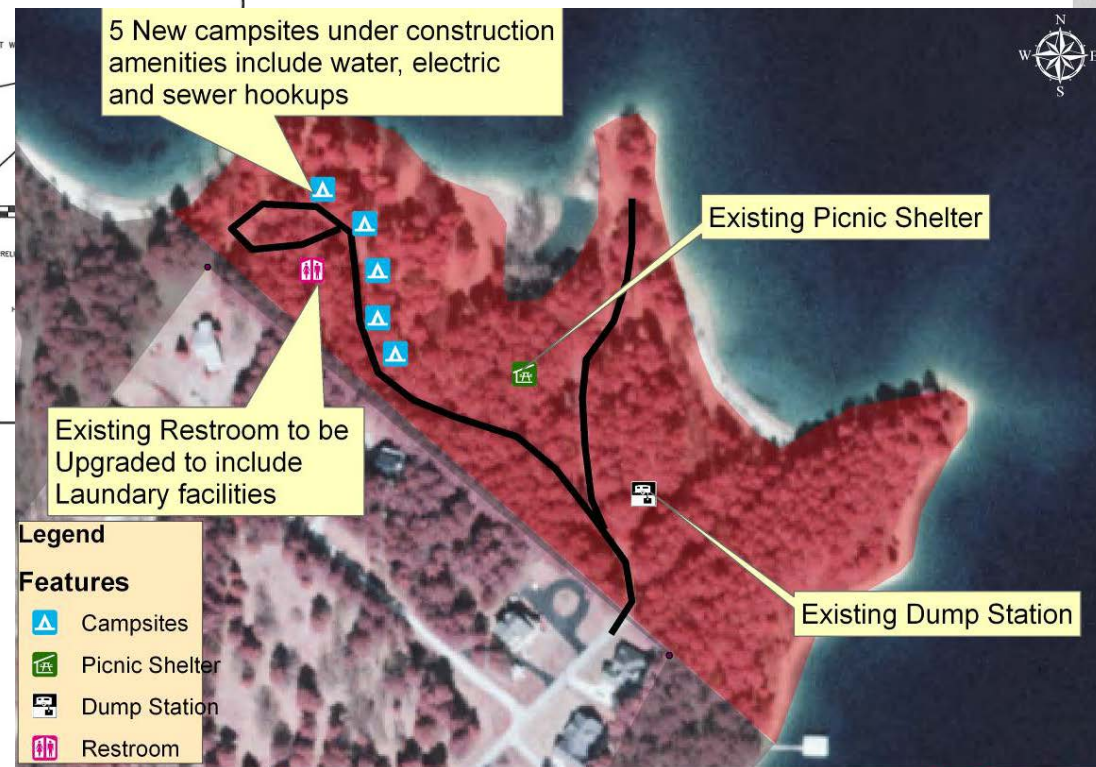 5 New campsites under construction
amenities include water, electric
and sewer hookups
N
W
E
S
Existing Picnic Shelter
Existing Restroom to be
Upgraded to include
Laundary facilities
Existing Dump Station
Legend
Features
Campsites
Picnic Shelter
Dump Station
Restroom